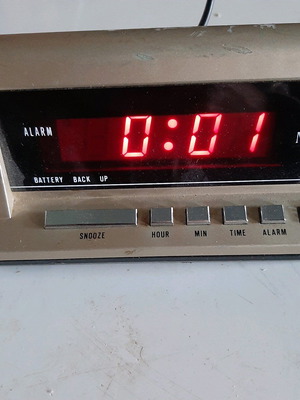 ALARM
0:01
BATTERY BACK UP
SNOOZE HOUR MIN TIME ALARM